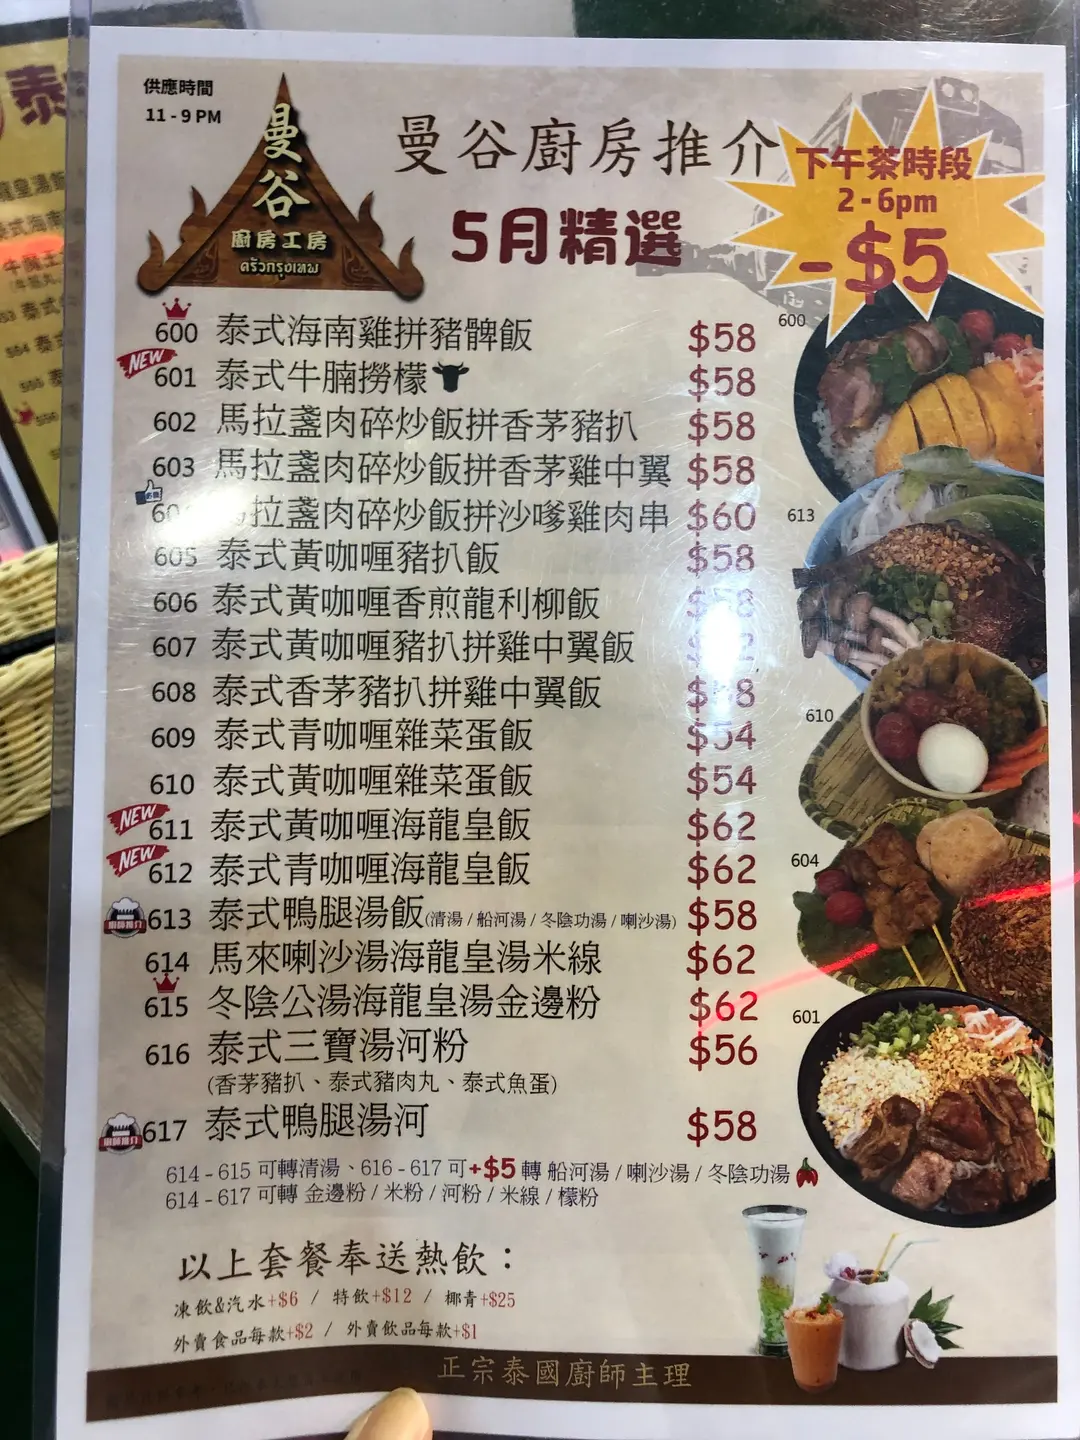 供應時間
11 - 9 PM
曼谷
廚房工房
ครัวกรุงเทพ
曼谷廚房推介
5月精選
下午茶時段
2 - 6pm
-$5
600 泰式海南雞拼豬髀飯 $58
NEW 601 泰式牛腩撈檬 $58
602 馬拉盞肉碎炒飯拼香茅豬扒 $58
603 馬拉盞肉碎炒飯拼香茅雞中翼 $58
拉盞肉碎炒飯拼沙嗲雞肉串 $60
605 泰式黃咖喱豬扒飯 $58
606 泰式黃咖喱香煎龍利柳飯
607 泰式黃咖喱豬扒拼雞中翼飯
608 泰式香茅豬扒拼雞中翼飯
609 泰式青咖喱雜菜蛋飯 $54
610 泰式黃咖喱雜菜蛋飯 $54
NEW 611 泰式黃咖喱海龍皇飯 $62
NEW 612 泰式青咖喱海龍皇飯 $62
廚師推介 613 泰式鴨腿湯飯(清湯 / 船河湯 / 冬陰功湯 / 喇沙湯) $58
614 馬來喇沙湯海龍皇湯米線 $62
615 冬陰公湯海龍皇湯金邊粉 $62
616 泰式三寶湯河粉 $56
(香茅豬扒、泰式豬肉丸、泰式魚蛋)
廚師推介 617 泰式鴨腿湯河 $58
614 - 615 可轉清湯、616 - 617 可+$5 轉 船河湯 / 喇沙湯 / 冬陰功湯
614 - 617 可轉 金邊粉 / 米粉 / 河粉 / 米線 / 檬粉
600
613
610
604
601
以上套餐奉送熱飲：
凍飲&汽水+$6 / 特飲+$12 / 椰青+$25
外賣食品每款+$2 / 外賣飲品每款+$1
正宗泰國廚師主理